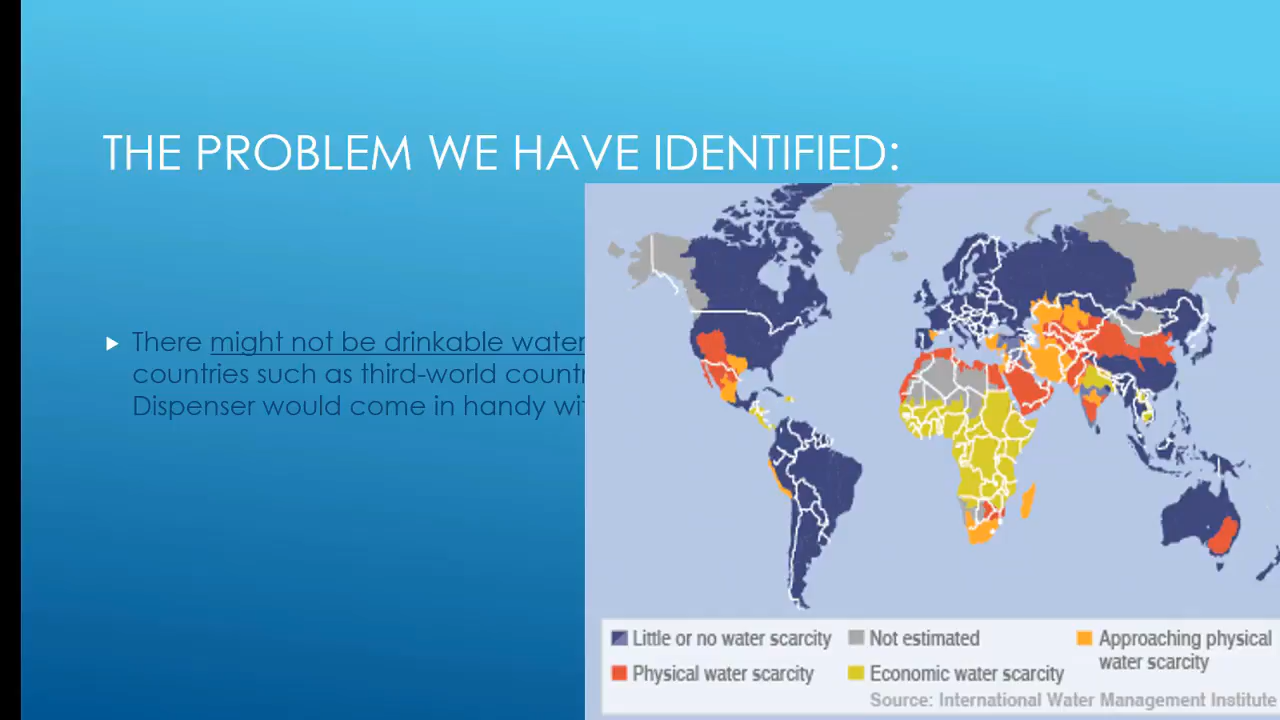 THE PROBLEM WE HAVE IDENTIFIED:
There might not be drinkable water
countries such as third-world
Dispenser would come in handy
Little or no water scarcity
Not estimated
Approaching physical
water scarcity
Physical water scarcity
Economic water scarcity
Source: International Water Management Institute